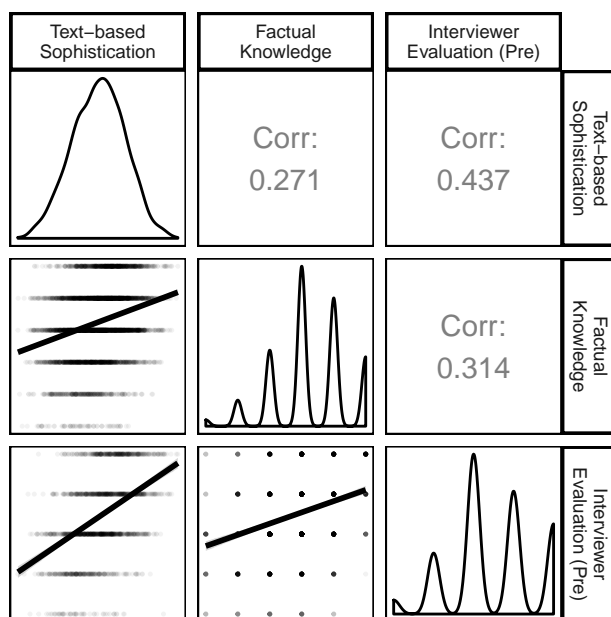 Text−based
Sophistication
Factual
Knowledge
Interviewer
Evaluation (Pre)
Corr:
0.271
Corr:
0.437
Text−based
Sophistication
Corr:
0.314
Factual
Knowledge
Interviewer
Evaluation (Pre)